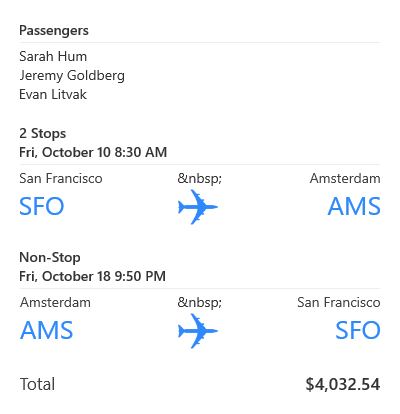 Passengers
Sarah Hum
Jeremy Goldberg
Evan Litvak
2 Stops
Fri, October 10 8:30 AM
San Francisco &nbsp; Amsterdam
SFO AMS
Non-Stop
Fri, October 18 9:50 PM
Amsterdam &nbsp; San Francisco
AMS SFO
Total $4,032.54